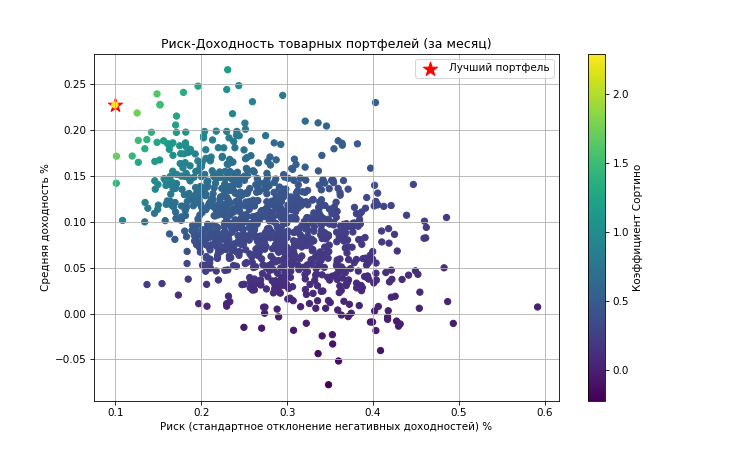 Риск-Доходность товарных портфелей (за месяц)
Лучший портфель
Средняя доходность %
0.25
0.20
0.15
0.10
0.05
0.00
−0.05
0.1 0.2 0.3 0.4 0.5 0.6
Риск (стандартное отклонение негативных доходностей) %
2.0
1.5
1.0
0.5
0.0
Коэффициент Сортино